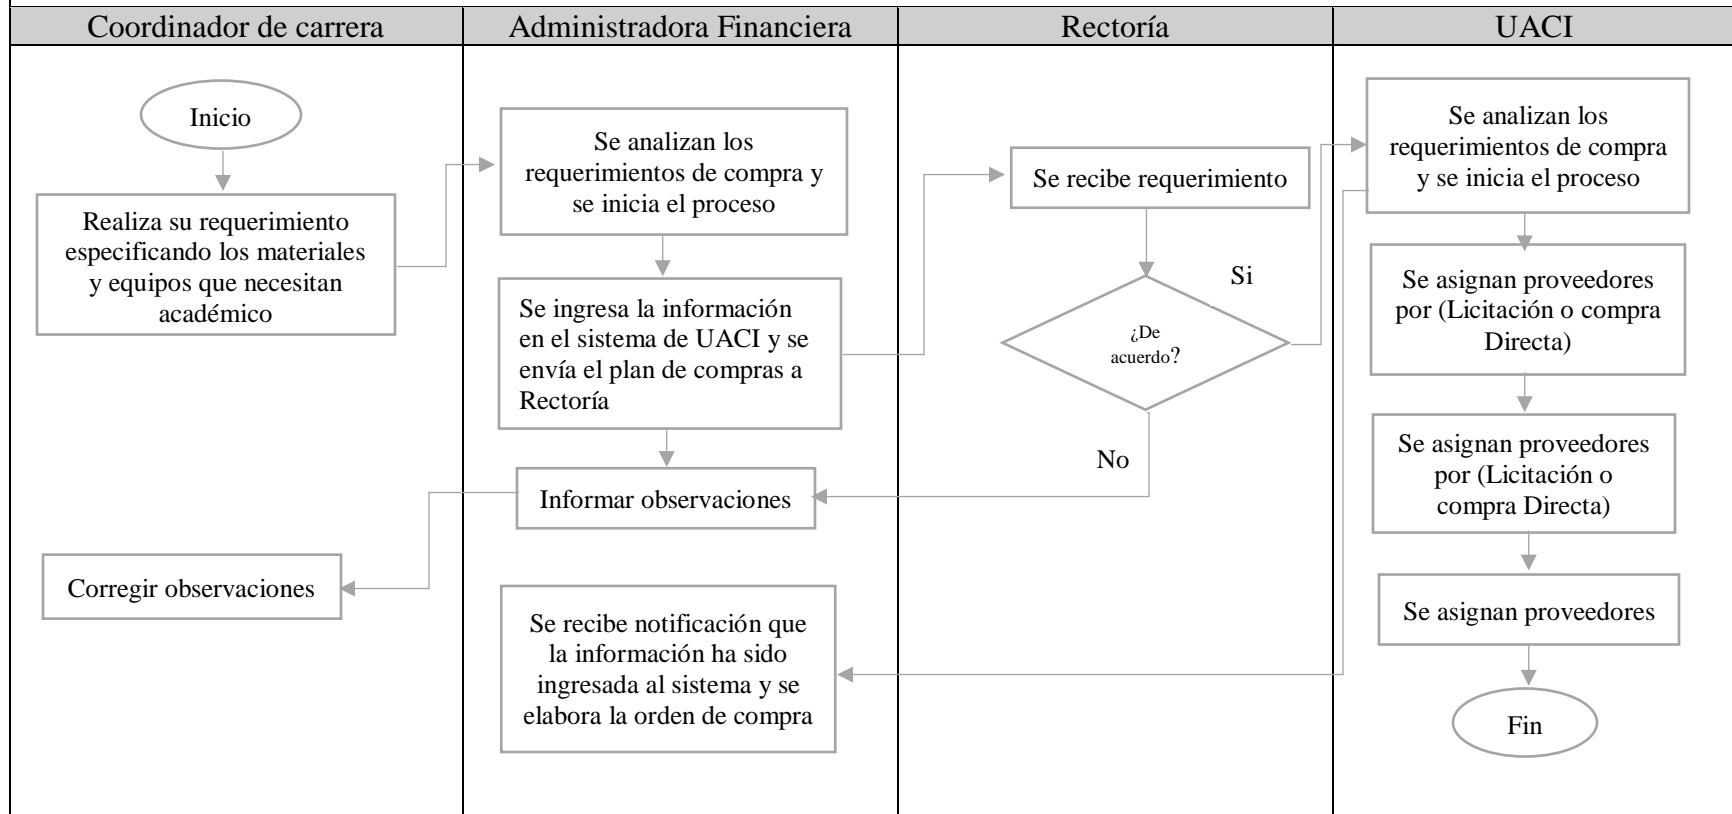 Coordinador de carrera
Administradora Financiera
Rectoría
UACI
Inicio
Realiza su requerimiento
especificando los materiales
y equipos que necesitan
académico
Corregir observaciones
Se analizan los
requerimientos de compra y
se inicia el proceso
Se ingresa la información
en el sistema de UACI y se
envía el plan de compras a
Rectoría
Informar observaciones
Se recibe notificación que
la información ha sido
ingresada al sistema y se
elabora la orden de compra
Se recibe requerimiento
Si
¿De
acuerdo?
No
Se analizan los
requerimientos de compra
y se inicia el proceso
Se asignan proveedores
por (Licitación o compra
Directa)
Se asignan proveedores
por (Licitación o
compra Directa)
Se asignan proveedores
Fin